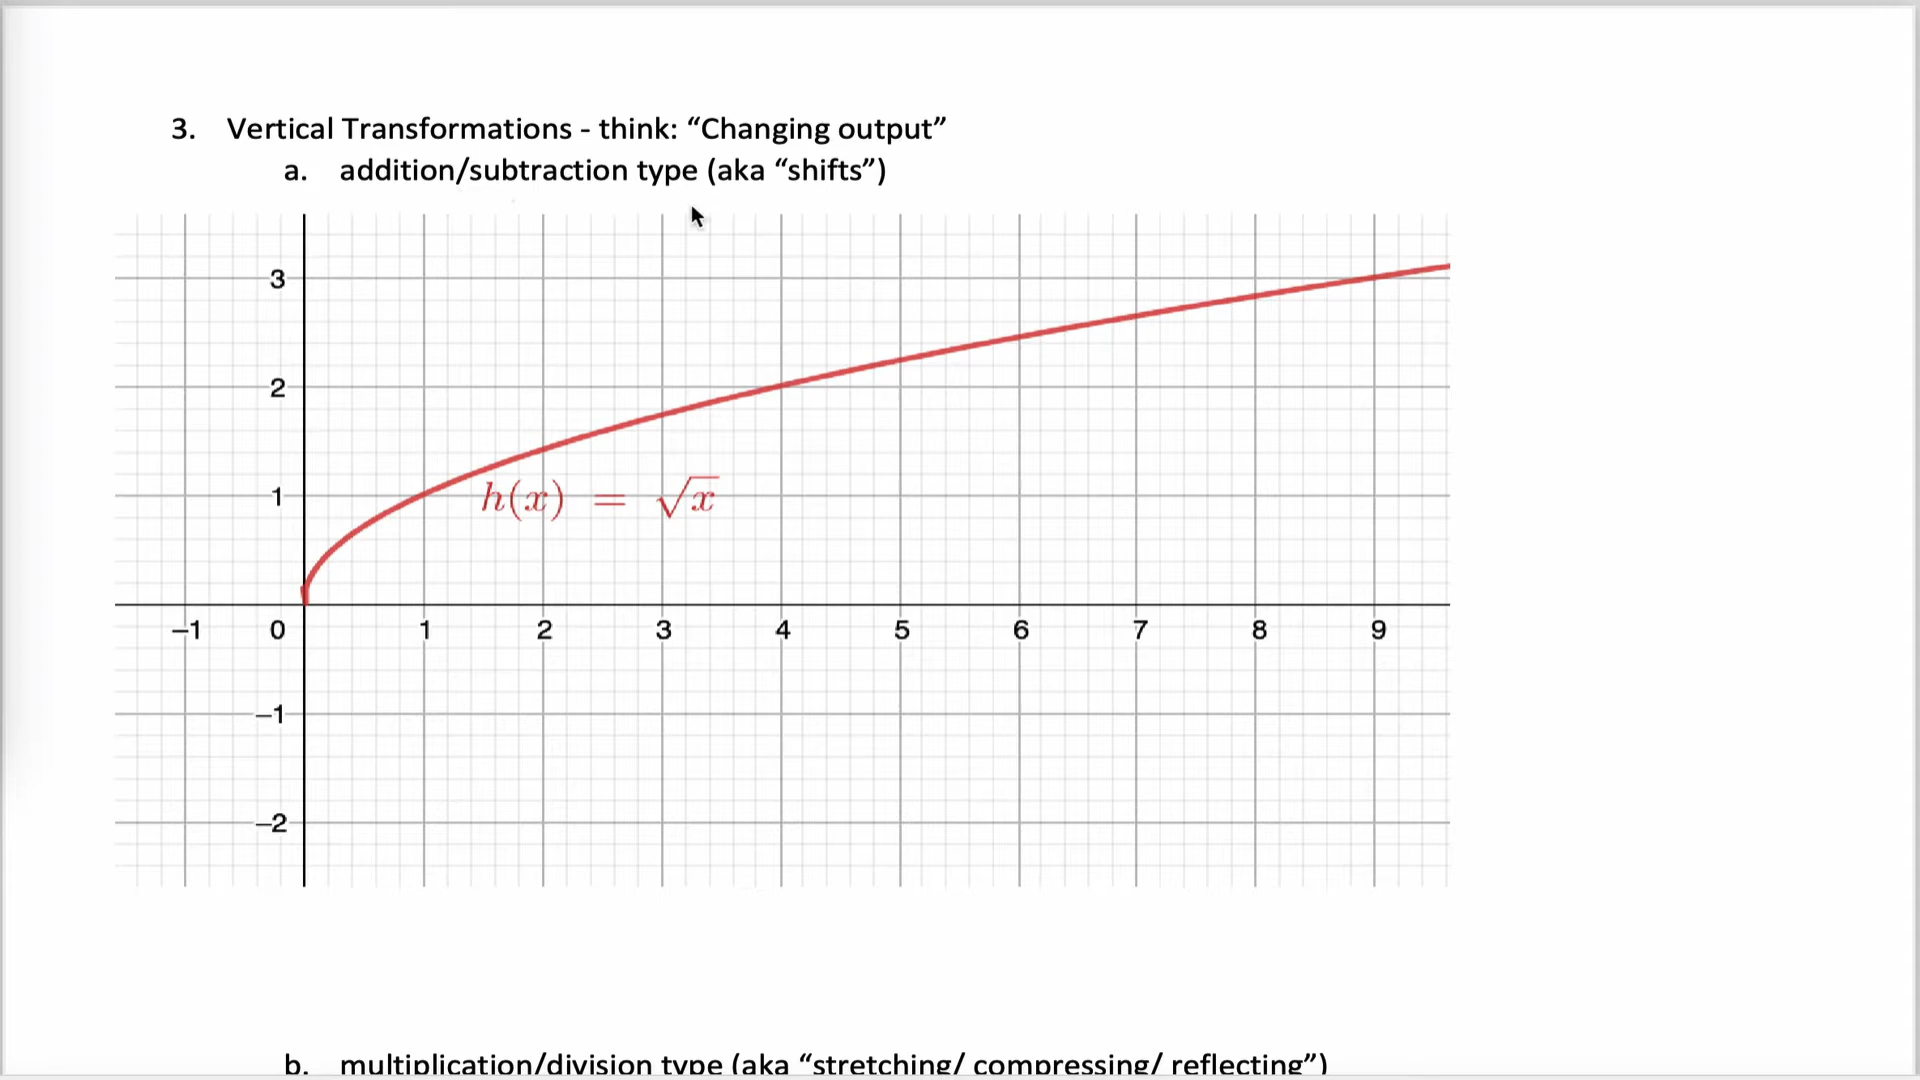 3. Vertical Transformations - think: “Changing output”
a. addition/subtraction type (aka “shifts”)
3
2
1
h(x) = √x
–1 0 1 2 3 4 5 6 7 8 9
–1
–2
b. multiplication/division type (aka “stretching/ compressing/ reflecting”)